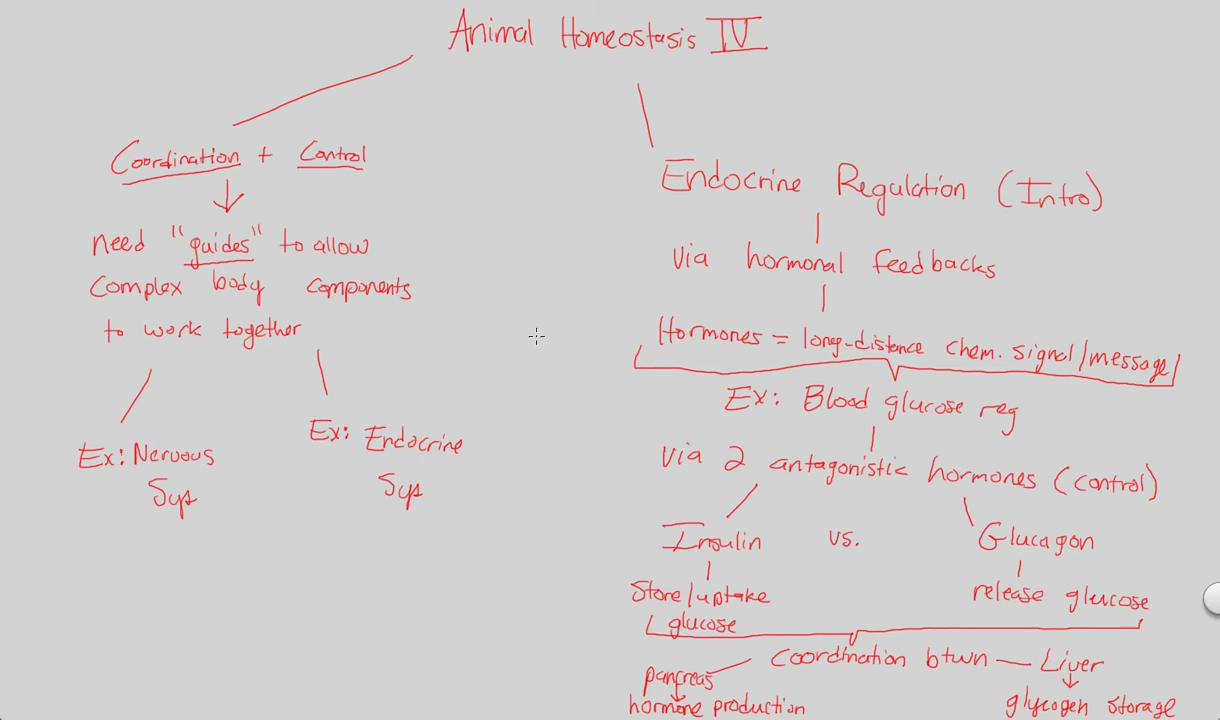 Animal Homeostasis IV
Coordination + Control
need "guides" to allow
complex body components
to work together
Ex: Nervous
Sys
Ex: Endocrine
Sys
Endocrine Regulation (Intro)
via hormonal feedbacks
Hormones = long-distance chem. signal/message
Ex: Blood glucose reg
via 2 antagonistic hormones (control)
Insulin vs. Glucagon
store/uptake
glucose
release glucose
coordination btwn
pancreas
hormone production
Liver
glycogen storage